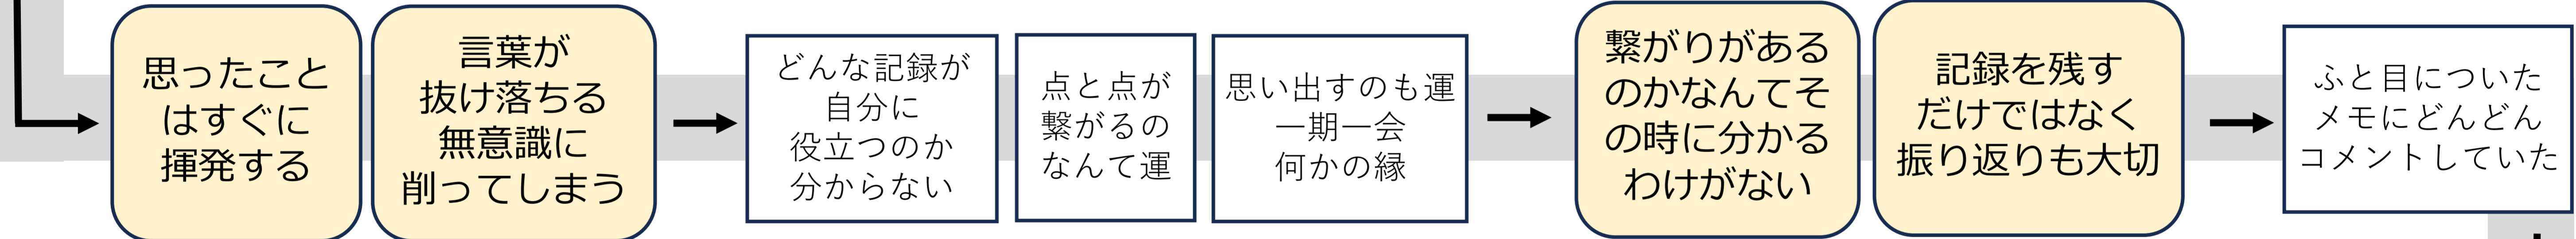 思ったこと
はすぐに
揮発する
言葉が
抜け落ちる
無意識に
削ってしまう
どんな記録が
自分に
役立つのか
分からない
点と点が
繋がるの
なんて運
思い出すのも運
一期一会
何かの縁
繋がりがある
のかなんてそ
の時に分かる
わけがない
記録を残す
だけではなく
振り返りも大切
ふと目についた
メモにどんどん
コメントしていた